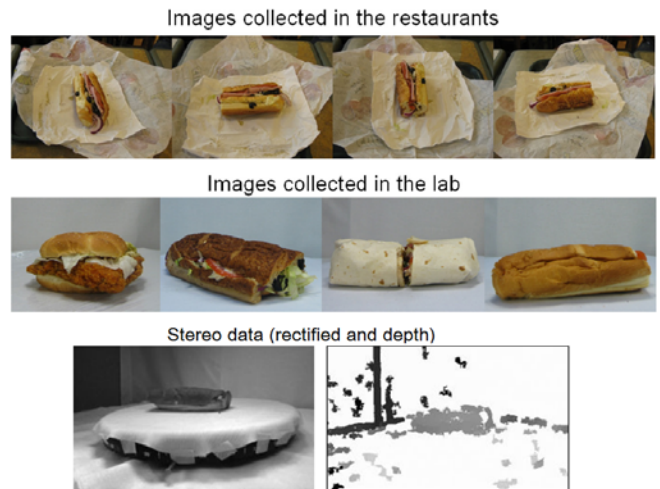 Images collected in the restaurants
Images collected in the lab
Stereo data (rectified and depth)